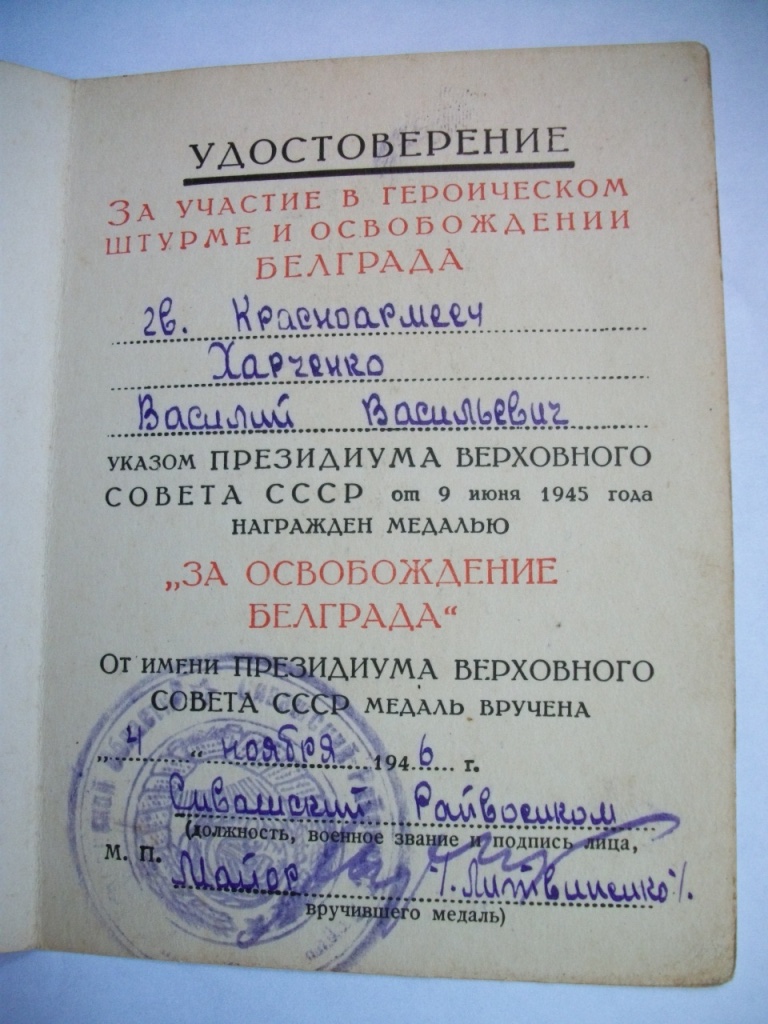 УДОСТОВЕРЕНИЕ
ЗА УЧАСТИЕ В ГЕРОИЧЕСКОМ
ШТУРМЕ И ОСВОБОЖДЕНИИ
БЕЛГРАДА
гв. Красноармеец
Харченко
Василий Васильевич
УКАЗОМ ПРЕЗИДИУМА ВЕРХОВНОГО
СОВЕТА СССР от 9 июня 1945 года
НАГРАЖДЕН МЕДАЛЬЮ
„ЗА ОСВОБОЖДЕНИЕ
БЕЛГРАДА“
ОТ ИМЕНИ ПРЕЗИДИУМА ВЕРХОВНОГО
СОВЕТА СССР МЕДАЛЬ ВРУЧЕНА
„4“ ноября 1946 г.
Сивашский Райвоенком
(должность, военное звание и подпись лица,
М. П.
Майор /Литвиненко/.
вручившего медаль)